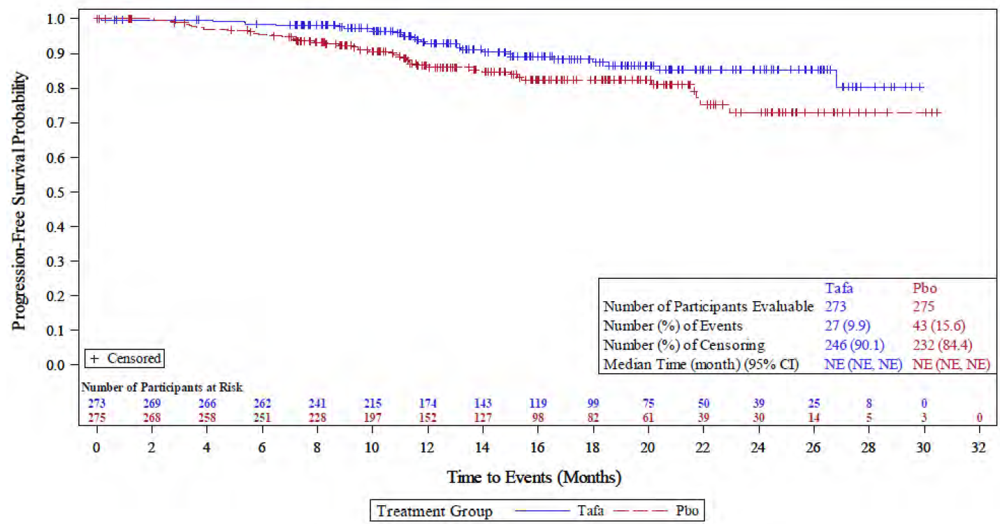 Progression-Free Survival Probability
1.0
0.9
0.8
0.7
0.6
0.5
0.4
0.3
0.2
0.1
0.0
Tafa Pbo
Number of Participants Evaluable 273 275
Number (%) of Events 27 (9.9) 43 (15.6)
Number (%) of Censoring 246 (90.1) 232 (84.4)
Median Time (month) (95% CI) NE (NE, NE) NE (NE, NE)
+ Censored
Number of Participants at Risk
273 269 266 262 241 215 174 143 119 99 75 50 39 25 8 0
275 268 258 251 228 197 152 127 98 82 61 39 30 14 5 3 0
0 2 4 6 8 10 12 14 16 18 20 22 24 26 28 30 32
Time to Events (Months)
Treatment Group Tafa Pbo